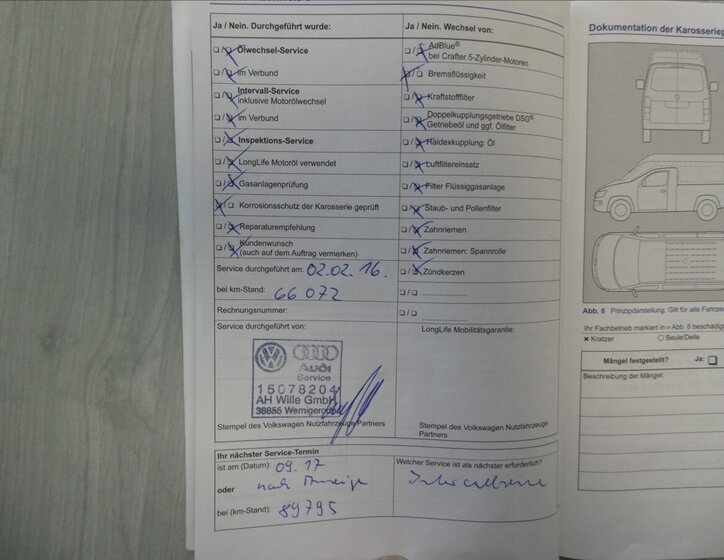 Dokumentation der Karosserie
Ja / Nein. Durchgeführt wurde:
Ölwechsel-Service
im Verbund
Intervall-Service
inklusive Motorölwechsel
im Verbund
Inspektions-Service
LongLife Motoröl verwendet
Gasanlagenprüfung
Korrosionsschutz der Karosserie geprüft
Reparaturempfehlung
Kundenwunsch
(auch auf dem Auftrag vermerken)
Service durchgeführt am: 02.02.16.
bei km-Stand: 66 072
Rechnungsnummer:
Service durchgeführt von:
Audi
Service
15078204
AH Wille GmbH
38855 Wernigerode
Stempel des Volkswagen Nutzfahrzeuge Partners
Ja / Nein. Wechsel von:
AdBlue®
bei Crafter 5-Zylinder-Motoren
Bremsflüssigkeit
Kraftstofffilter
Doppelkupplungsgetriebe DSG®:
Getriebeöl und ggf. Ölfilter
Haldexkupplung: Öl
Luftfiltereinsatz
Filter Flüssiggasanlage
Staub- und Pollenfilter
Zahnriemen
Zahnriemen: Spannrolle
Zündkerzen
LongLife Mobilitätsgarantie:
Stempel des Volkswagen Nutzfahrzeuge
Partners
Ihr nächster Service-Termin
ist am (Datum): 09.17
oder nach Anzeige
bei (km-Stand): 89795
Welcher Service ist als nächster erforderlich?
Abb. 6 Prinzipdarstellung. Gilt für alle Fahrze
Ihr Fachbetrieb markiert in Abb. 6 beschädig
Kratzer Beule/Delle
Mängel festgestellt? Ja:
Beschreibung der Mängel: